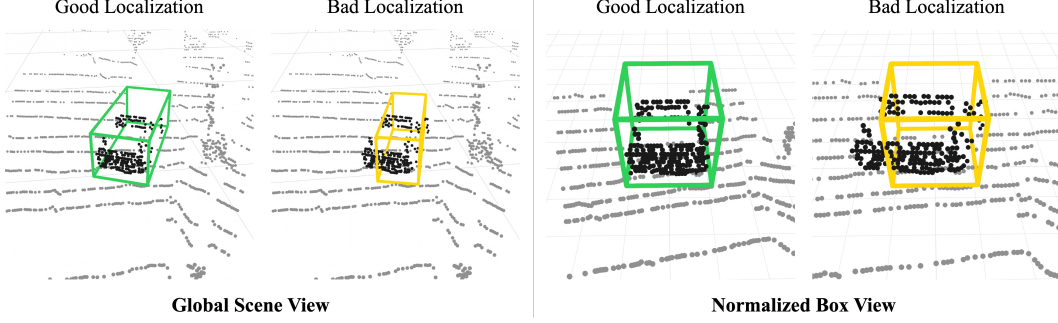 Good Localization
Bad Localization
Good Localization
Bad Localization
Global Scene View
Normalized Box View